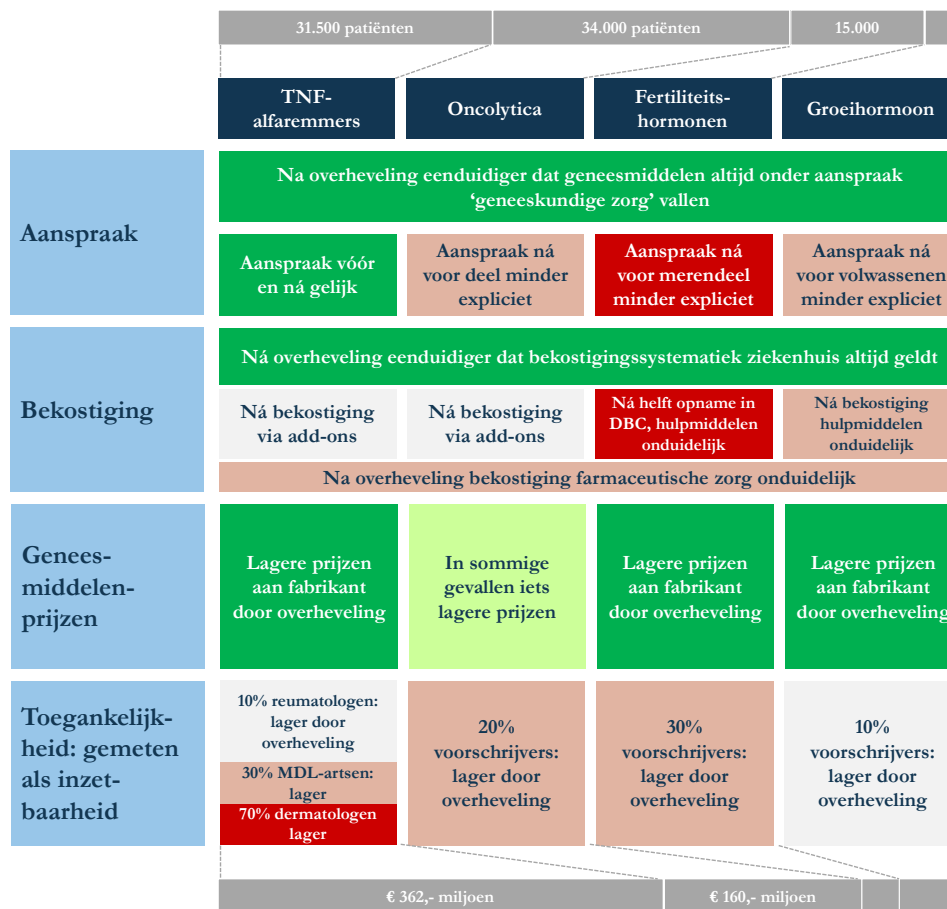 31.500 patiënten
34.000 patiënten
15.000
TNF-
alfaremmers
Oncolytica
Fertiliteits-
hormonen
Groeihormoon
Aanspraak
Na overheveling eenduidiger dat geneesmiddelen altijd onder aanspraak
‘geneeskundige zorg’ vallen
Aanspraak vóór
en ná gelijk
Aanspraak ná
voor deel minder
expliciet
Aanspraak ná
voor merendeel
minder expliciet
Aanspraak ná
voor volwassenen
minder expliciet
Bekostiging
Ná overheveling eenduidiger dat bekostigingssystematiek ziekenhuis altijd geldt
Ná bekostiging
via add-ons
Ná bekostiging
via add-ons
Ná helft opname in
DBC, hulpmiddelen
onduidelijk
Ná bekostiging
hulpmiddelen
onduidelijk
Na overheveling bekostiging farmaceutische zorg onduidelijk
Genees-
middelen-
prijzen
Lagere prijzen
aan fabrikant
door overheveling
In sommige
gevallen iets
lagere prijzen
Lagere prijzen
aan fabrikant
door overheveling
Lagere prijzen
aan fabrikant
door overheveling
Toegankelijk-
heid: gemeten
als inzet-
baarheid
10% reumatologen:
lager door
overheveling
30% MDL-artsen:
lager
70% dermatologen
lager
20%
voorschrijvers:
lager door
overheveling
30%
voorschrijvers:
lager door
overheveling
10%
voorschrijvers:
lager door
overheveling
€ 362,- miljoen
€ 160,- miljoen